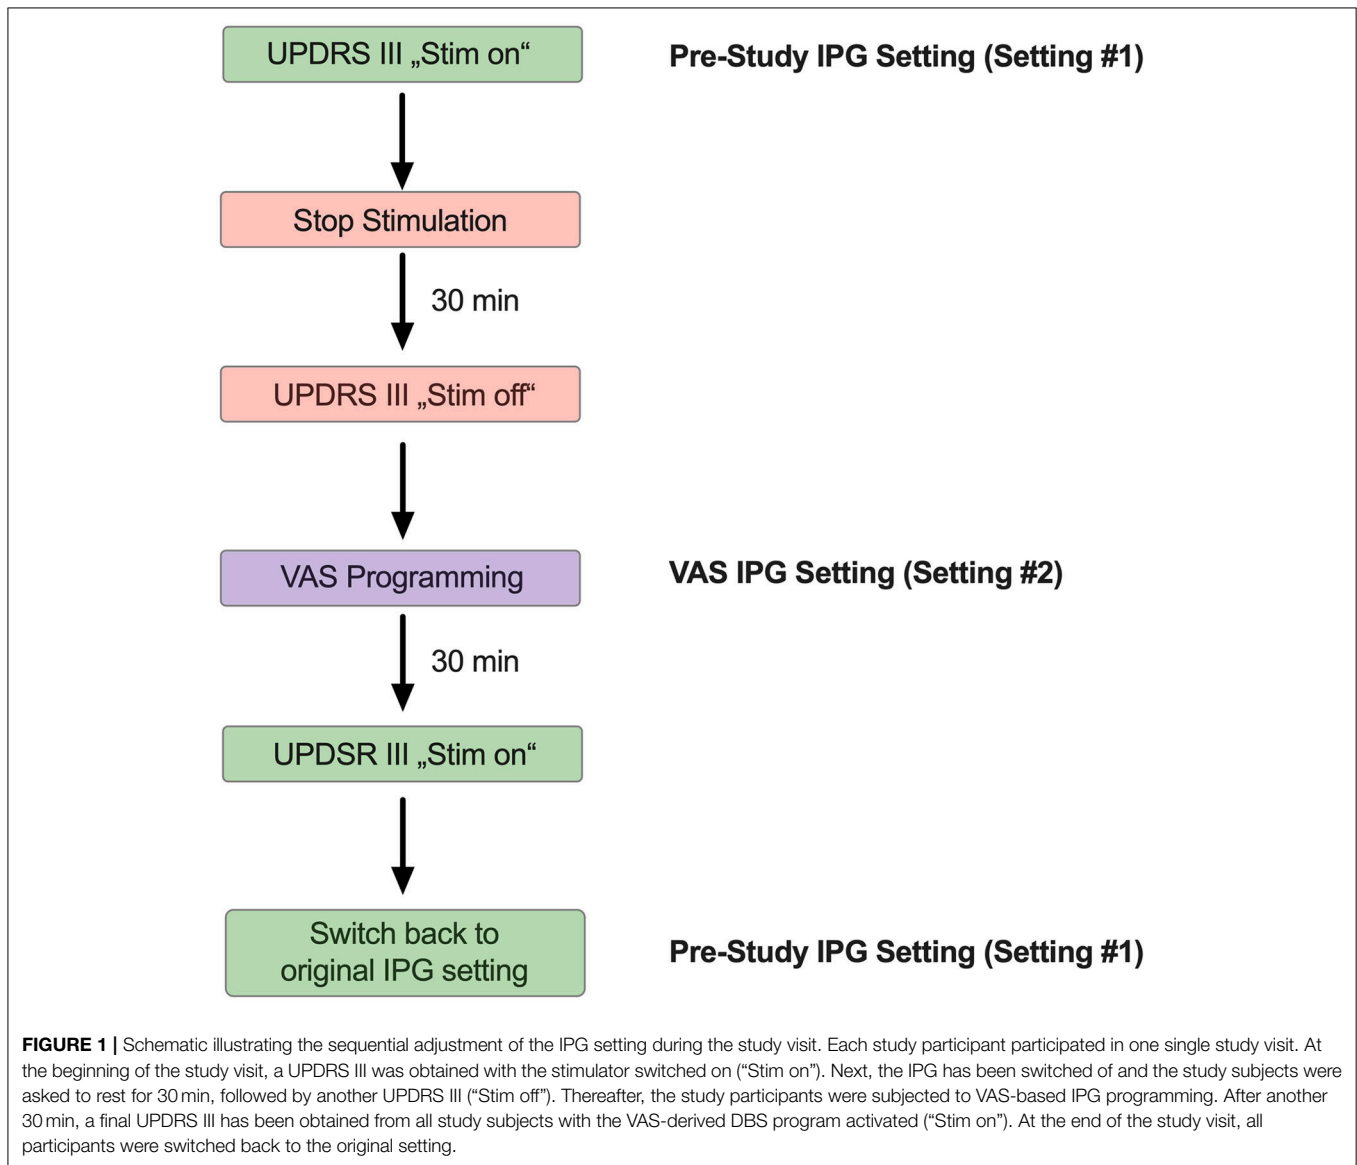 UPDRS III „Stim on“
Pre-Study IPG Setting (Setting #1)
Stop Stimulation
30 min
UPDRS III „Stim off“
VAS Programming
VAS IPG Setting (Setting #2)
30 min
UPDSR III „Stim on“
Switch back to
original IPG setting
Pre-Study IPG Setting (Setting #1)
FIGURE 1 | Schematic illustrating the sequential adjustment of the IPG setting during the study visit. Each study participant participated in one single study visit. At
the beginning of the study visit, a UPDRS III was obtained with the stimulator switched on (“Stim on”). Next, the IPG has been switched of and the study subjects were
asked to rest for 30 min, followed by another UPDRS III (“Stim off”). Thereafter, the study participants were subjected to VAS-based IPG programming. After another
30 min, a final UPDRS III has been obtained from all study subjects with the VAS-derived DBS program activated (“Stim on”). At the end of the study visit, all
participants were switched back to the original setting.